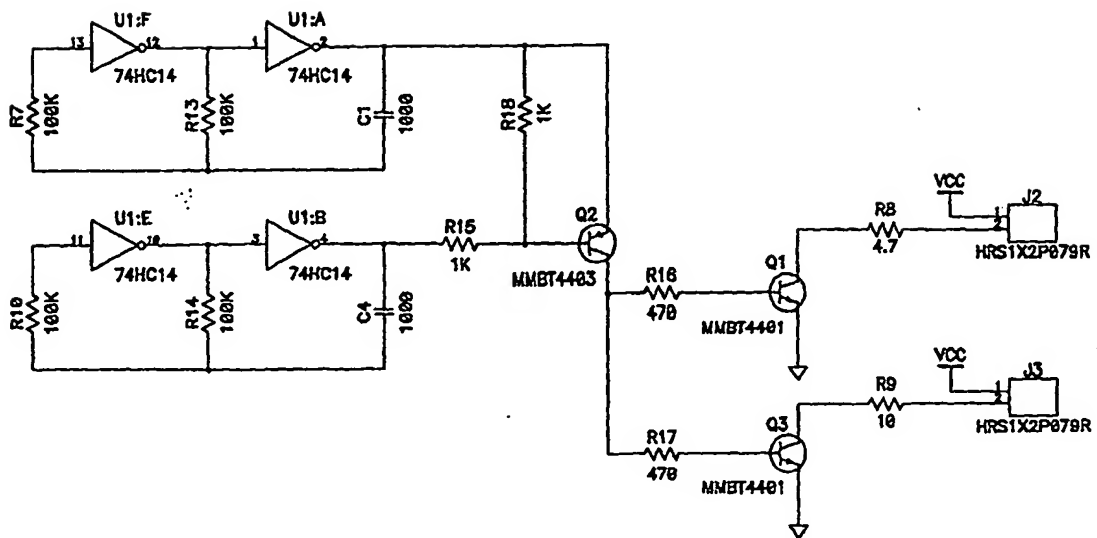 U1:F
13
12
74HC14
U1:A
1
2
74HC14
R7
100K
R13
100K
C1
1000
R18
1K
U1:E
11
10
74HC14
U1:B
3
4
74HC14
R10
100K
R14
100K
C4
1000
R15
1K
Q2
MMBT4403
R16
470
Q1
MMBT4401
R8
4.7
VCC
1
2
J2
HRS1X2P079R
R17
470
Q3
MMBT4401
R9
10
VCC
1
2
J3
HRS1X2P079R